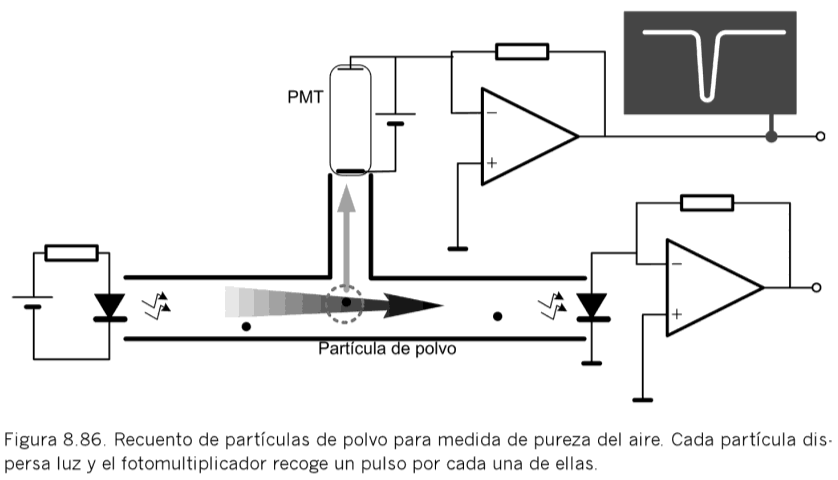 PMT
−
+
−
+
Partícula de polvo
Figura 8.86. Recuento de partículas de polvo para medida de pureza del aire. Cada partícula dis-
persa luz y el fotomultiplicador recoge un pulso por cada una de ellas.